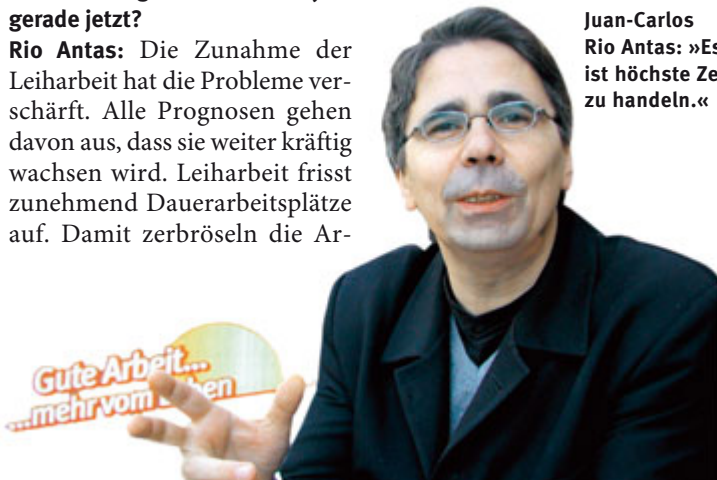 gerade jetzt?
Rio Antas: Die Zunahme der
Leiharbeit hat die Probleme ver-
schärft. Alle Prognosen gehen
davon aus, dass sie weiter kräftig
wachsen wird. Leiharbeit frisst
zunehmend Dauerarbeitsplätze
auf. Damit zerbröseln die Ar-
Juan-Carlos
Rio Antas: »Es
ist höchste Ze
zu handeln.«
Gute Arbeit...
...mehr vom